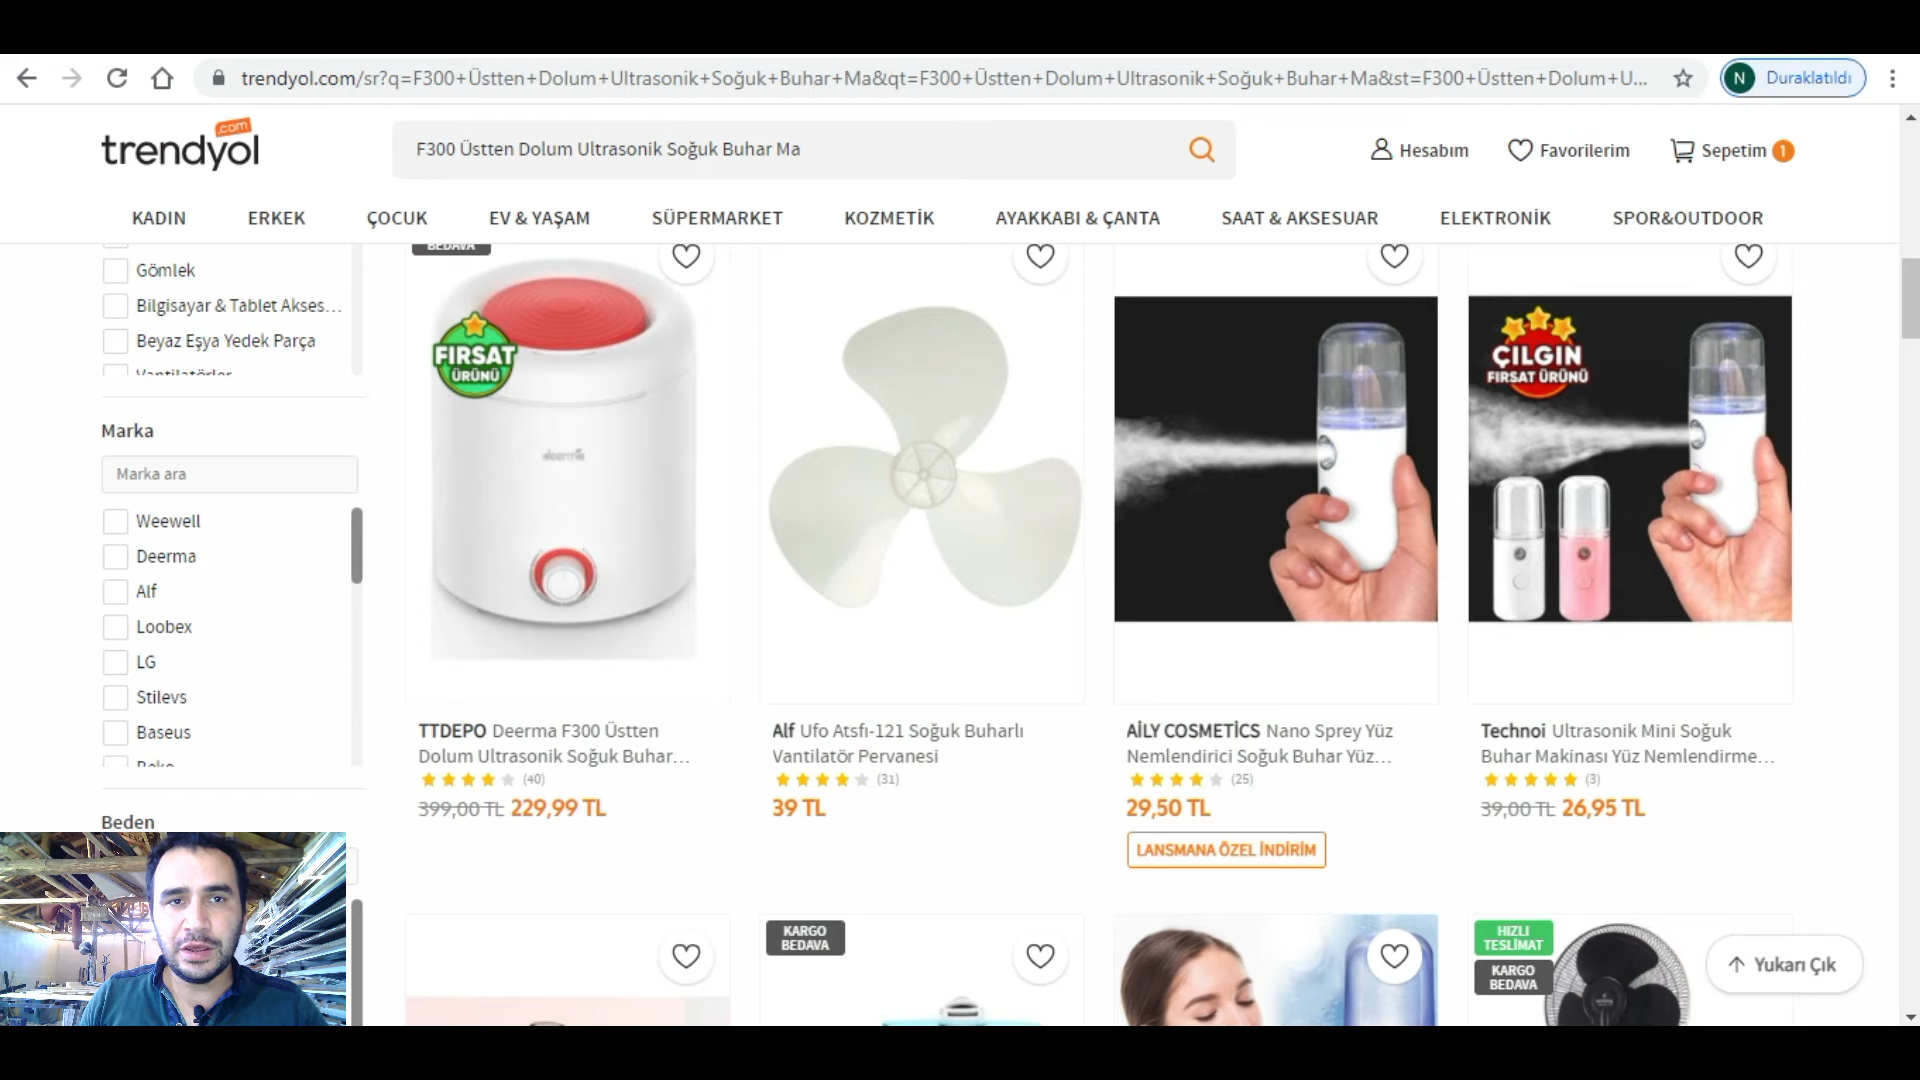 trendyol.com/sr?q=F300+Üstten+Dolum+Ultrasonik+Soğuk+Buhar+Ma&qt=F300+Üstten+Dolum+Ultrasonik+Soğuk+Buhar+Ma&st=F300+Üstten+Dolum+U...
N Duraklatıldı
trendyol
.com
F300 Üstten Dolum Ultrasonik Soğuk Buhar Ma
Hesabım
Favorilerim
Sepetim 1
KADIN ERKEK ÇOCUK EV & YAŞAM SÜPERMARKET KOZMETİK AYAKKABI & ÇANTA SAAT & AKSESUAR ELEKTRONİK SPOR&OUTDOOR
Gömlek
Bilgisayar & Tablet Akses...
Beyaz Eşya Yedek Parça
Vantilatörler
Marka
Marka ara
Weewell
Deerma
Alf
Loobex
LG
Stilevs
Baseus
Beko
Beden
BEDAVA
FIRSAT
ÜRÜNÜ
deerma
TTDEPO Deerma F300 Üstten
Dolum Ultrasonik Soğuk Buhar...
(40)
399,00 TL 229,99 TL
Alf Ufo Atsfı-121 Soğuk Buharlı
Vantilatör Pervanesi
(31)
39 TL
AİLY COSMETİCS Nano Sprey Yüz
Nemlendirici Soğuk Buhar Yüz...
(25)
29,50 TL
LANSMANA ÖZEL İNDİRİM
ÇILGIN
FIRSAT ÜRÜNÜ
Technoi Ultrasonik Mini Soğuk
Buhar Makinası Yüz Nemlendirme...
(3)
39,00 TL 26,95 TL
KARGO
BEDAVA
HIZLI
TESLİMAT
KARGO
BEDAVA
Yukarı Çık